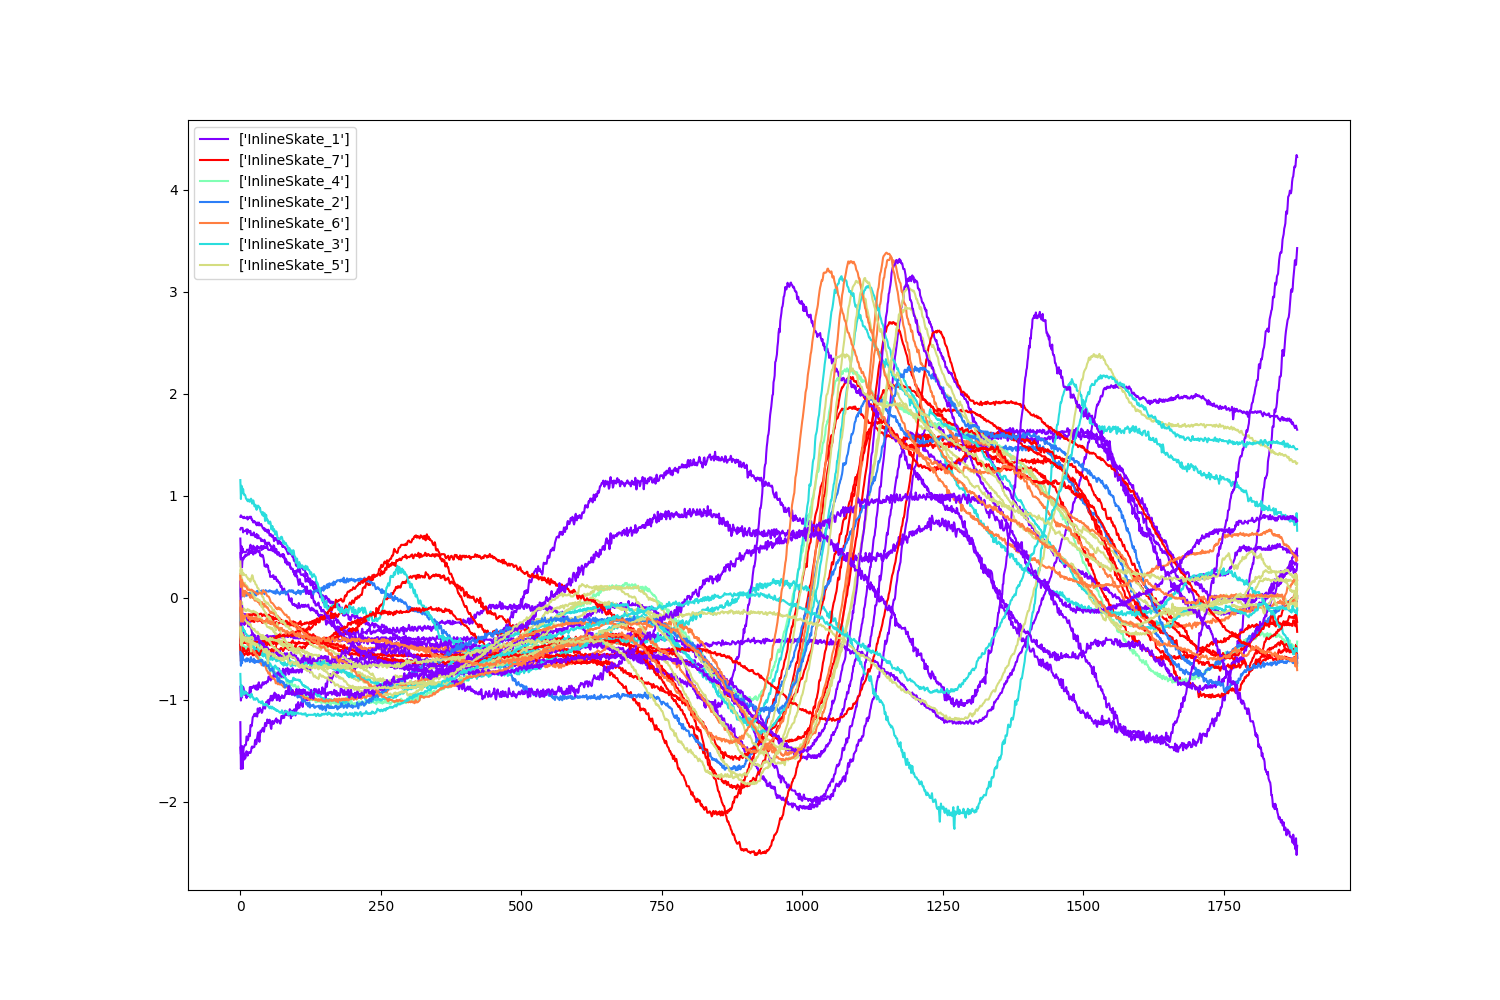 ['InlineSkate_1']
['InlineSkate_7']
['InlineSkate_4']
['InlineSkate_2']
['InlineSkate_6']
['InlineSkate_3']
['InlineSkate_5']
4
3
2
1
0
−1
−2
0 250 500 750 1000 1250 1500 1750